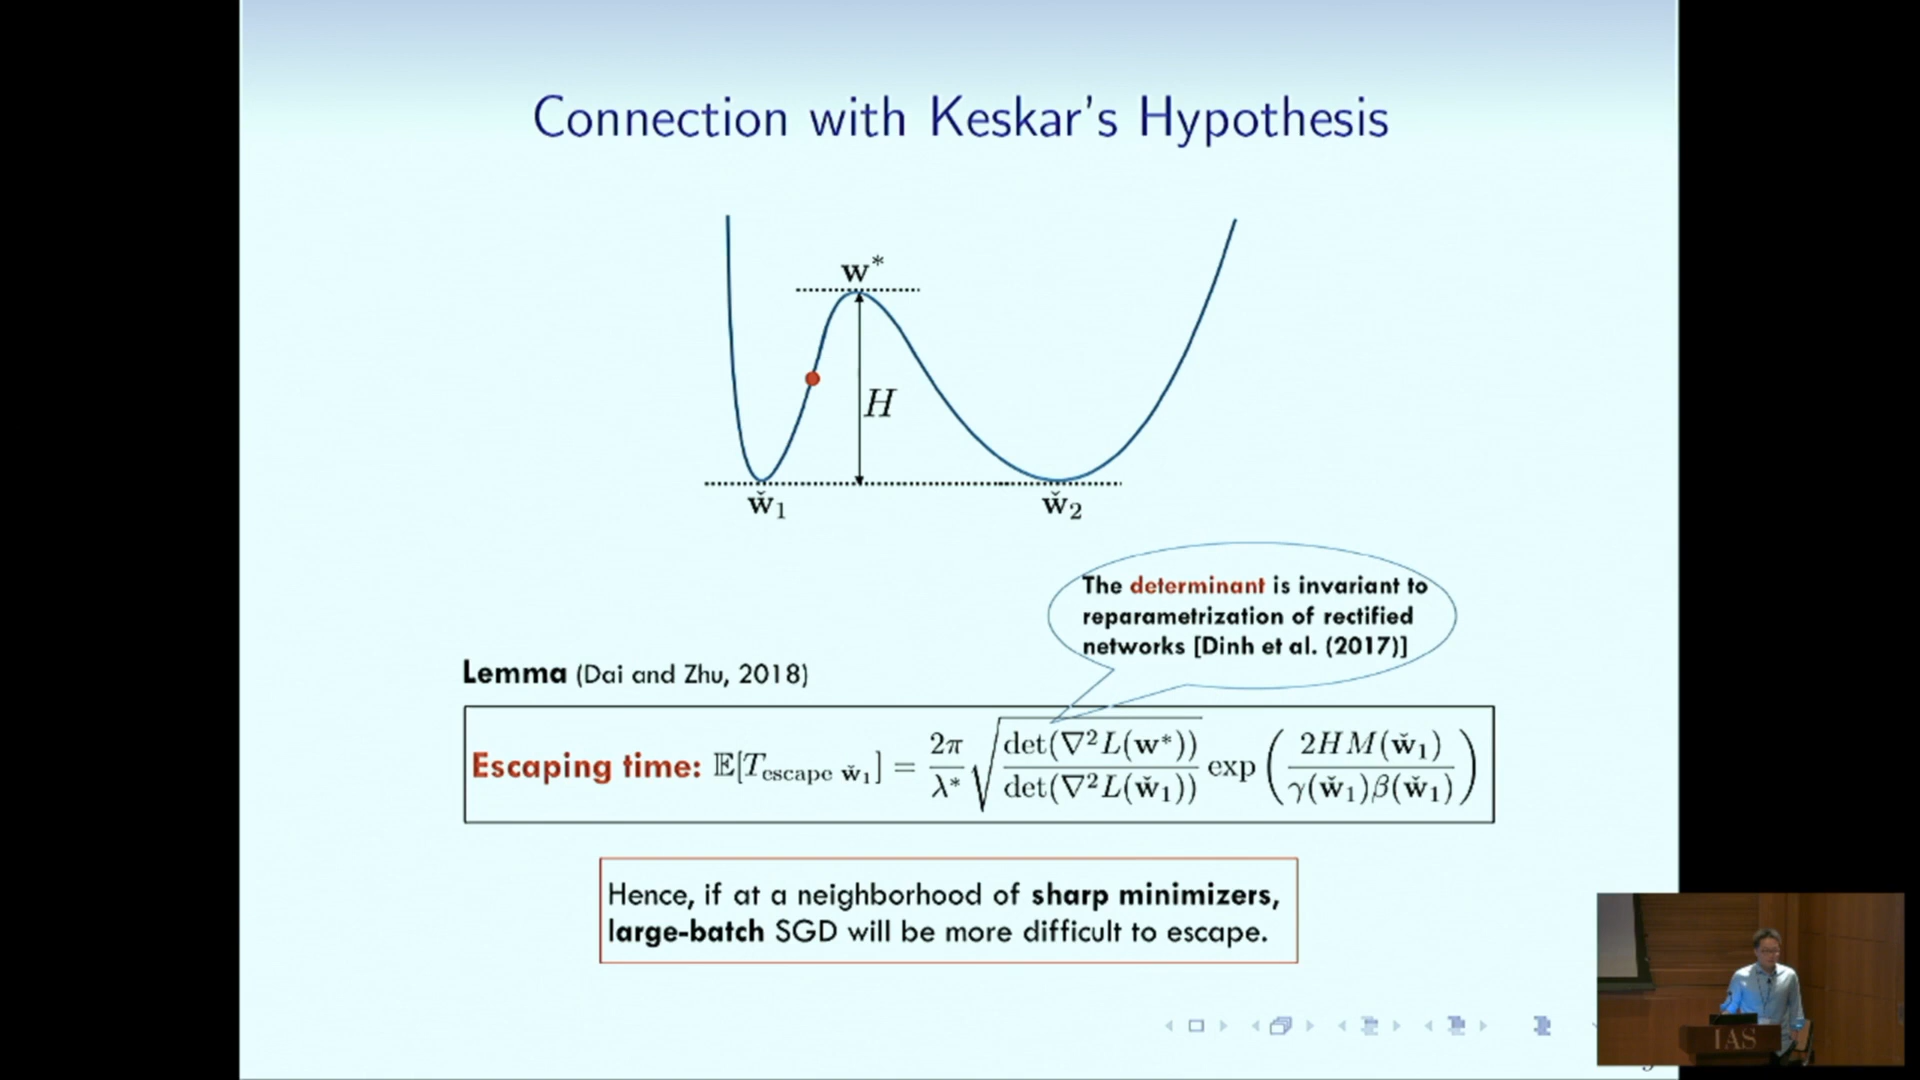 Connection with Keskar's Hypothesis
w*
H
w̌₁
w̌₂
The determinant is invariant to
reparametrization of rectified
networks [Dinh et al. (2017)]
Lemma (Dai and Zhu, 2018)
Escaping time: 𝔼[T_escape w̌₁] = 2π/λ* √(det(∇²L(w*))/det(∇²L(w̌₁))) exp(2HM(w̌₁)/γ(w̌₁)β(w̌₁))
Hence, if at a neighborhood of sharp minimizers,
large-batch SGD will be more difficult to escape.
IAS